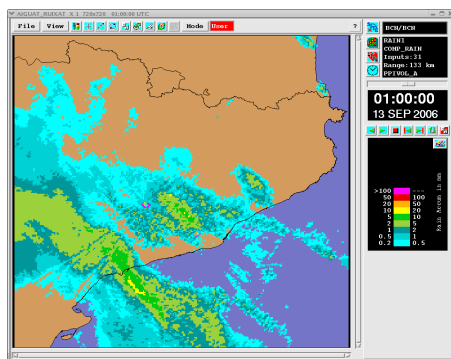 AIGUAT_RUIXAT X 1 728x728 01:00:00 UTC
File View Mode User ?
BCN/BCN
RAIN1
COMP_RAIN
Inputs:31
Range:133 km
PPIVOL_A
01:00:00
13 SEP 2006
Rain Accum in mm
>100 ---
50 100
20 50
10 20
5 10
2 5
1 2
0.5 1
0.2 0.5